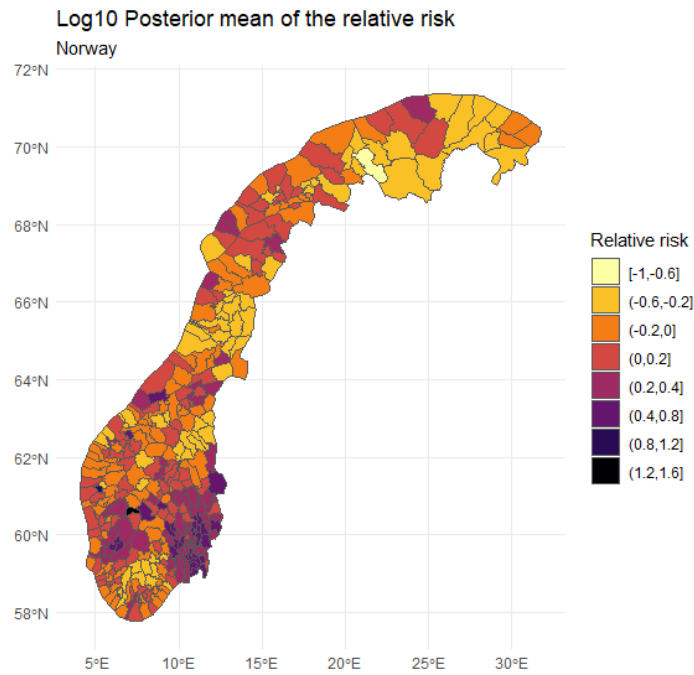 Log10 Posterior mean of the relative risk
Norway
72°N
70°N
68°N
66°N
64°N
62°N
60°N
58°N
5°E 10°E 15°E 20°E 25°E 30°E
Relative risk
[-1,-0.6]
(-0.6,-0.2]
(-0.2,0]
(0,0.2]
(0.2,0.4]
(0.4,0.8]
(0.8,1.2]
(1.2,1.6]